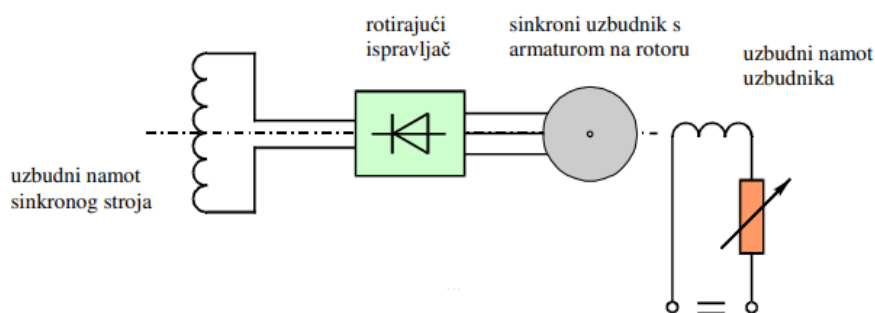 rotirajući
ispravljač
sinkroni uzbudnik s
armaturom na rotoru
uzbudni namot
uzbudnika
uzbudni namot
sinkronog stroja